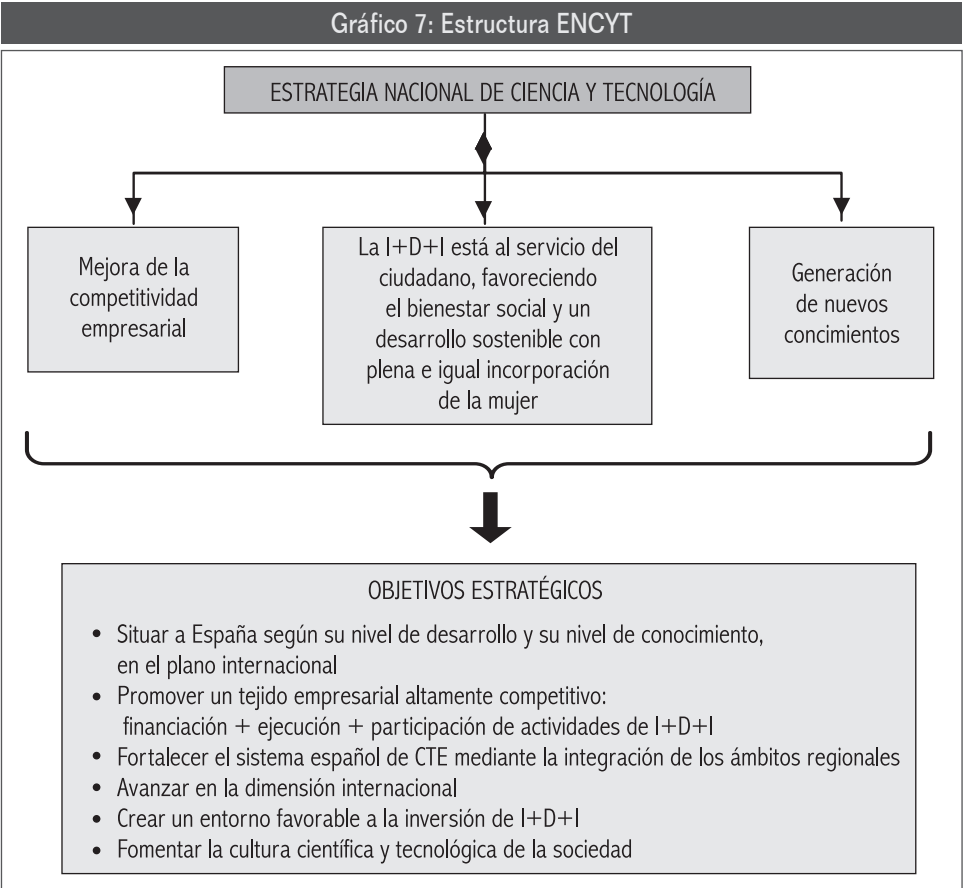 Gráfico 7: Estructura ENCYT
ESTRATEGIA NACIONAL DE CIENCIA Y TECNOLOGÍA
Mejora de la
competitividad
empresarial
La I+D+I está al servicio del
ciudadano, favoreciendo
el bienestar social y un
desarrollo sostenible con
plena e igual incorporación
de la mujer
Generación
de nuevos
concimientos
OBJETIVOS ESTRATÉGICOS
• Situar a España según su nivel de desarrollo y su nivel de conocimiento,
en el plano internacional
• Promover un tejido empresarial altamente competitivo:
financiación + ejecución + participación de actividades de I+D+I
• Fortalecer el sistema español de CTE mediante la integración de los ámbitos regionales
• Avanzar en la dimensión internacional
• Crear un entorno favorable a la inversión de I+D+I
• Fomentar la cultura científica y tecnológica de la sociedad